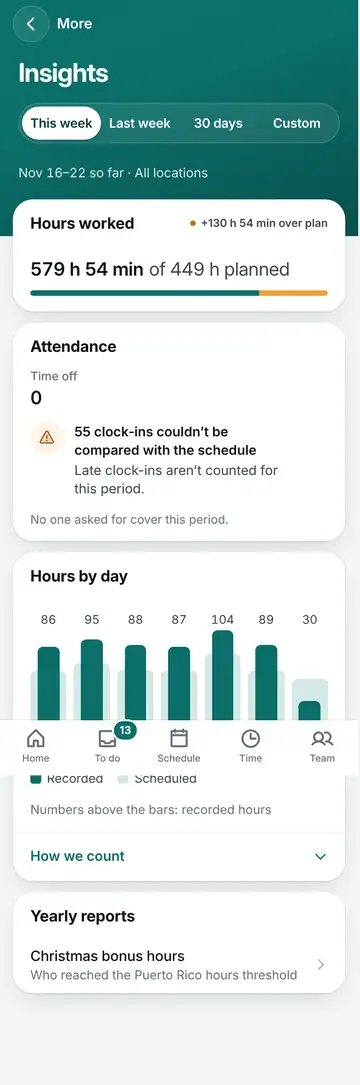 More
Insights
This week
Last week
30 days
Custom
Nov 16–22 so far · All locations
Hours worked
+130 h 54 min over plan
579 h 54 min of 449 h planned
Attendance
Time off
0
55 clock-ins couldn't be
compared with the schedule
Late clock-ins aren't counted for
this period.
No one asked for cover this period.
Hours by day
86 95 88 87 104 89 30
13
Home
To do
Schedule
Time
Team
Recorded
Scheduled
Numbers above the bars: recorded hours
How we count
Yearly reports
Christmas bonus hours
Who reached the Puerto Rico hours threshold